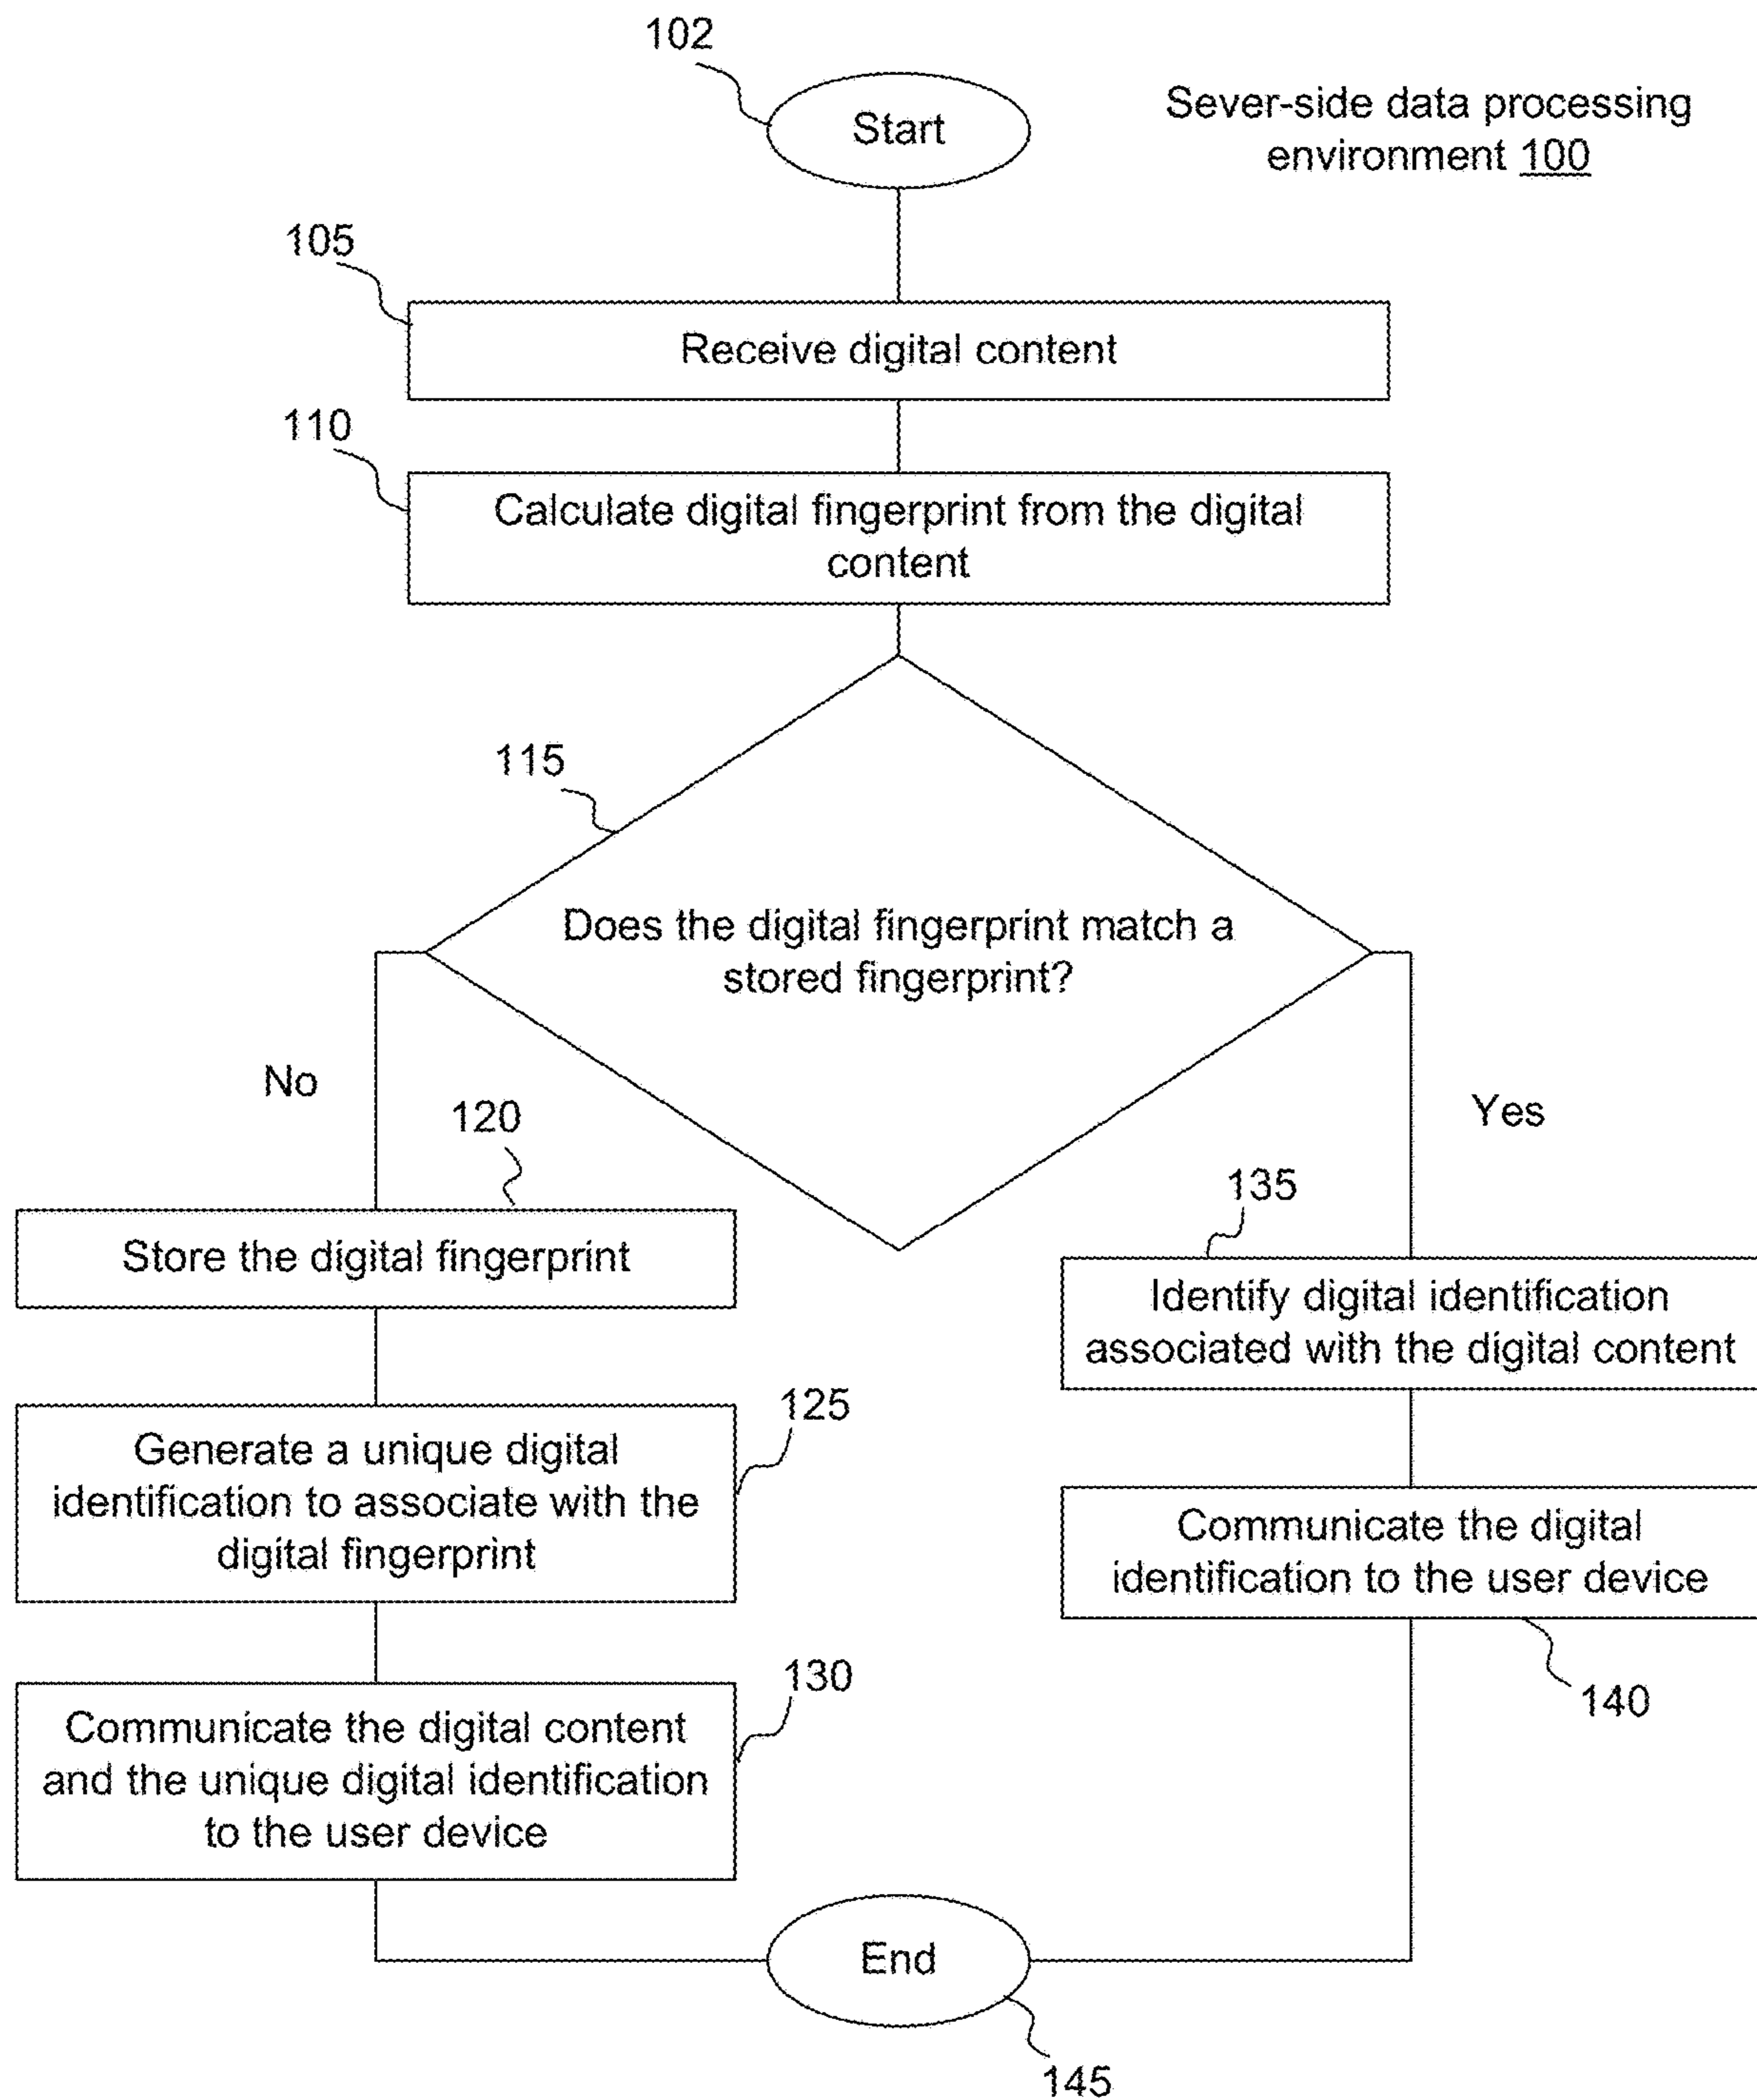 102
Start
Sever-side data processing
environment 100
105
Receive digital content
110
Calculate digital fingerprint from the digital
content
115
Does the digital fingerprint match a
stored fingerprint?
No
Yes
120
Store the digital fingerprint
135
Identify digital identification
associated with the digital content
125
Generate a unique digital
identification to associate with the
digital fingerprint
Communicate the digital
identification to the user device
140
130
Communicate the digital content
and the unique digital identification
to the user device
End
145